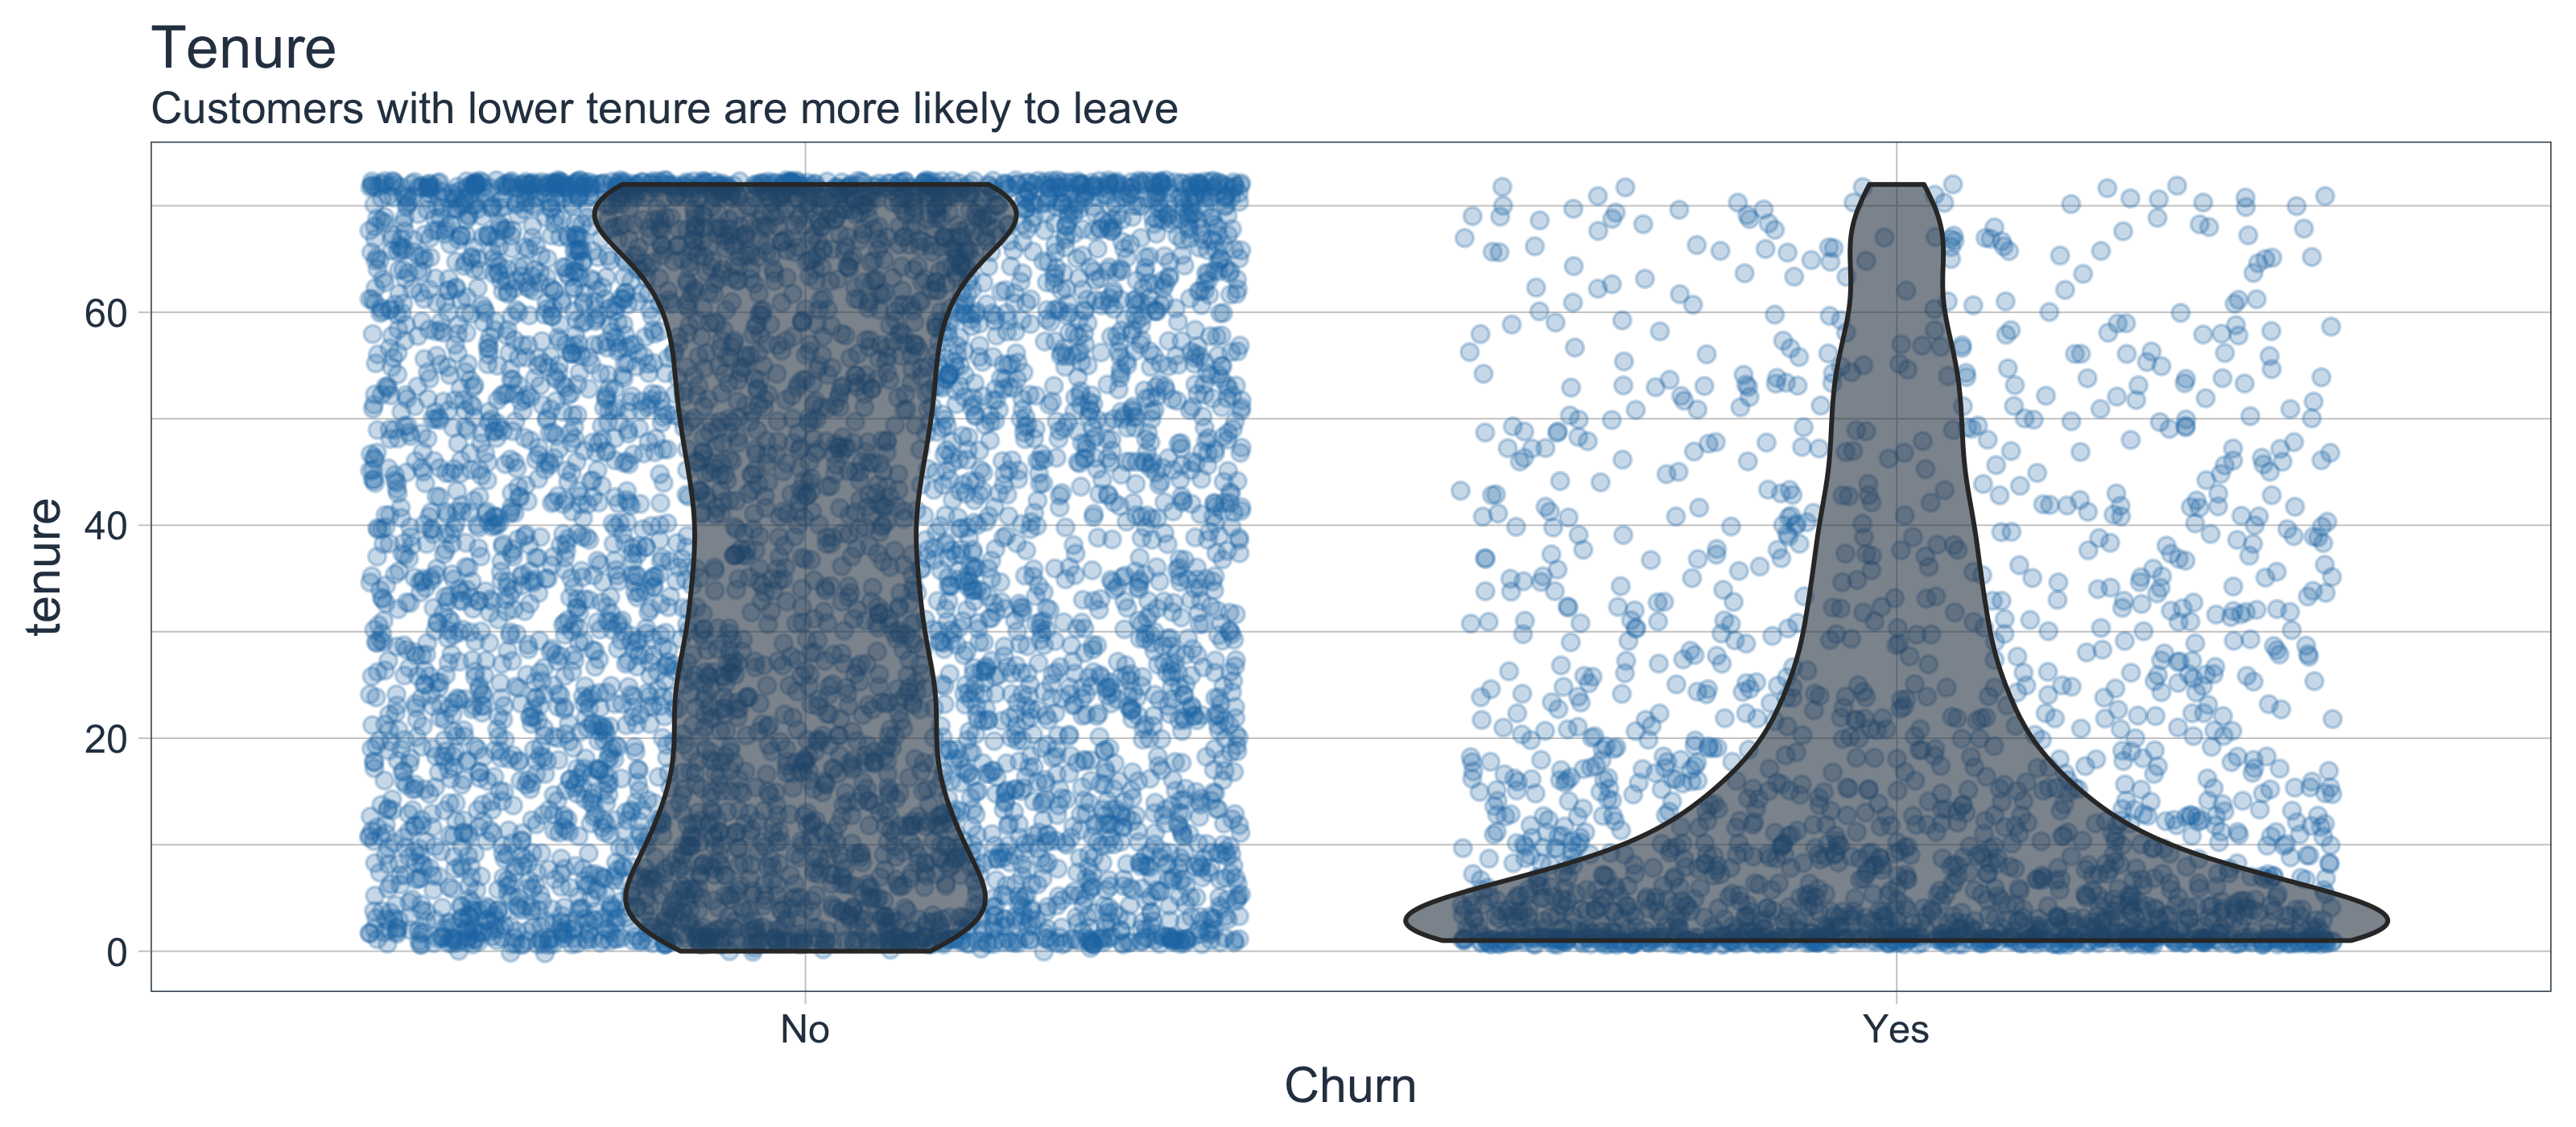 Tenure
Customers with lower tenure are more likely to leave
tenure
60
40
20
0
No
Yes
Churn